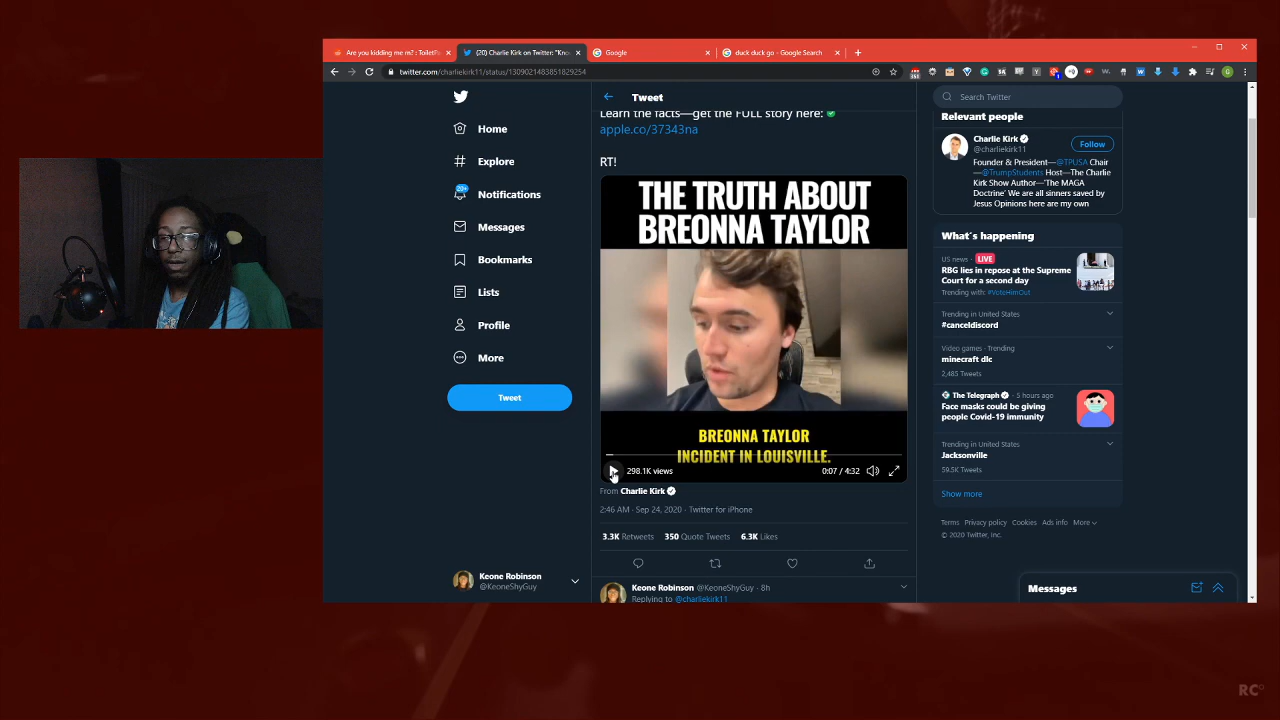 Are you kidding me rn? : ToiletPa
(20) Charlie Kirk on Twitter: "Kno
Google
duck duck go - Google Search
twitter.com/charliekirk11/status/1309021483851829254
Home
Explore
20+
Notifications
Messages
Bookmarks
Lists
Profile
More
Tweet
Keone Robinson
@KeoneShyGuy
Tweet
Learn the facts—get the FULL story here:
apple.co/37343na
RT!
THE TRUTH ABOUT
BREONNA TAYLOR
BREONNA TAYLOR
INCIDENT IN LOUISVILLE.
298.1K views
0:07 / 4:32
From Charlie Kirk
2:46 AM · Sep 24, 2020 · Twitter for iPhone
3.3K Retweets 350 Quote Tweets 6.3K Likes
Keone Robinson @KeoneShyGuy · 8h
Replying to @charliekirk11
Search Twitter
Relevant people
Charlie Kirk
@charliekirk11
Follow
Founder & President—@TPUSA Chair
—@TrumpStudents Host—The Charlie
Kirk Show Author—'The MAGA
Doctrine' We are all sinners saved by
Jesus Opinions here are my own
What's happening
US news · LIVE
RBG lies in repose at the Supreme
Court for a second day
Trending with: #VoteHimOut
Trending in United States
#canceldiscord
Video games · Trending
minecraft dlc
2,485 Tweets
The Telegraph · 5 hours ago
Face masks could be giving
people Covid-19 immunity
Trending in United States
Jacksonville
59.5K Tweets
Show more
Terms Privacy policy Cookies Ads info More
© 2020 Twitter, Inc.
Messages
RC